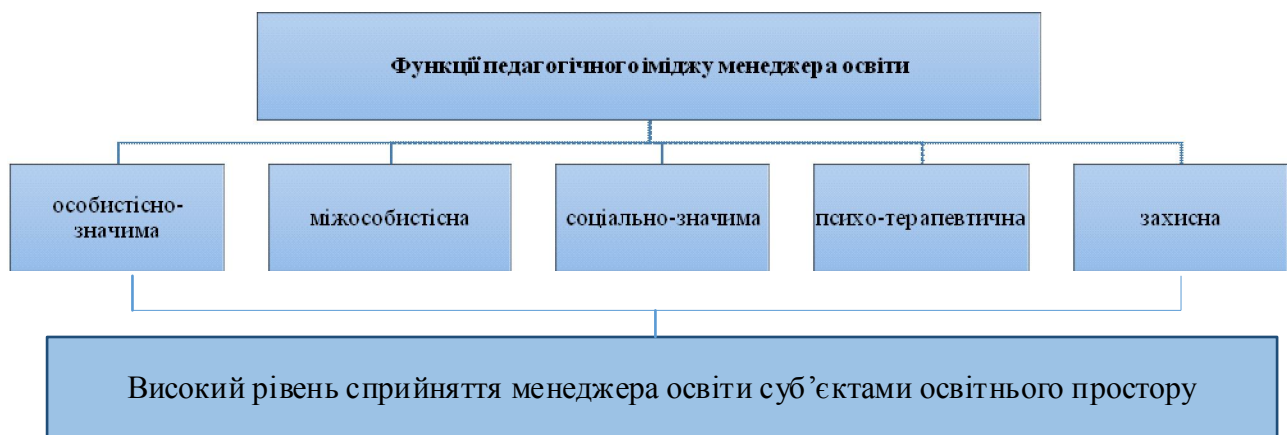 Функції педагогічного іміджу менеджера освіти
особистісно-
значима
міжособистісна
соціально-значима
психо-терапевтична
захисна
Високий рівень сприйняття менеджера освіти суб’єктами освітнього простору